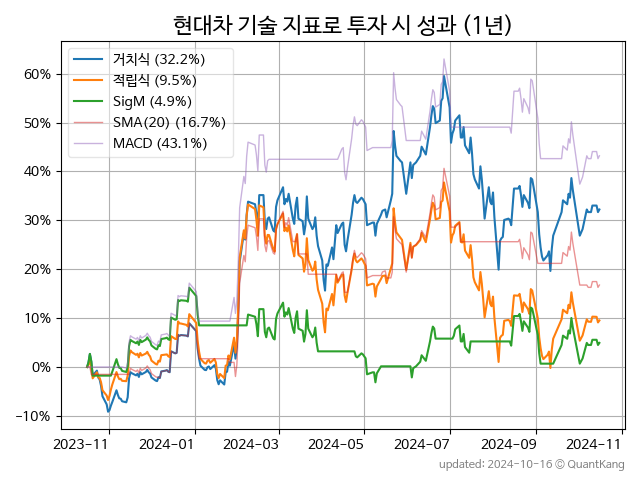 현대차 기술 지표로 투자 시 성과 (1년)
거치식 (32.2%)
적립식 (9.5%)
SigM (4.9%)
SMA(20) (16.7%)
MACD (43.1%)
60%
50%
40%
30%
20%
10%
0%
−10%
2023-11 2024-01 2024-03 2024-05 2024-07 2024-09 2024-11
updated: 2024-10-16 © QuantKang